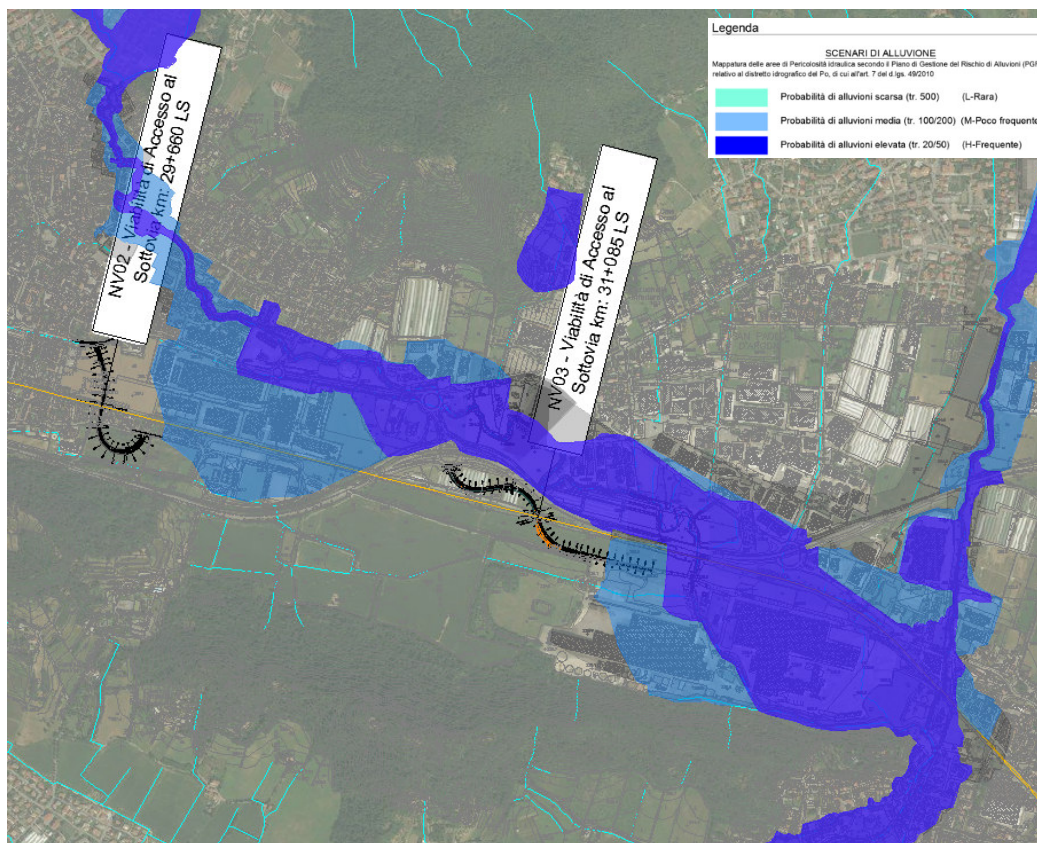 Legenda
SCENARI DI ALLUVIONE
Mappatura delle aree di Pericolosità idraulica secondo il Piano di Gestione del Rischio di Alluvioni (PGR
relativo al distretto idrografico del Po, di cui all'art. 7 del d.lgs. 49/2010
Probabilità di alluvioni scarsa (tr. 500) (L-Rara)
Probabilità di alluvioni media (tr. 100/200) (M-Poco frequente
Probabilità di alluvioni elevata (tr. 20/50) (H-Frequente)
NV02 - Viabilità di Accesso al
Sottovia km: 29+660 LS
NV03 - Viabilità di Accesso al
Sottovia km: 31+085 LS